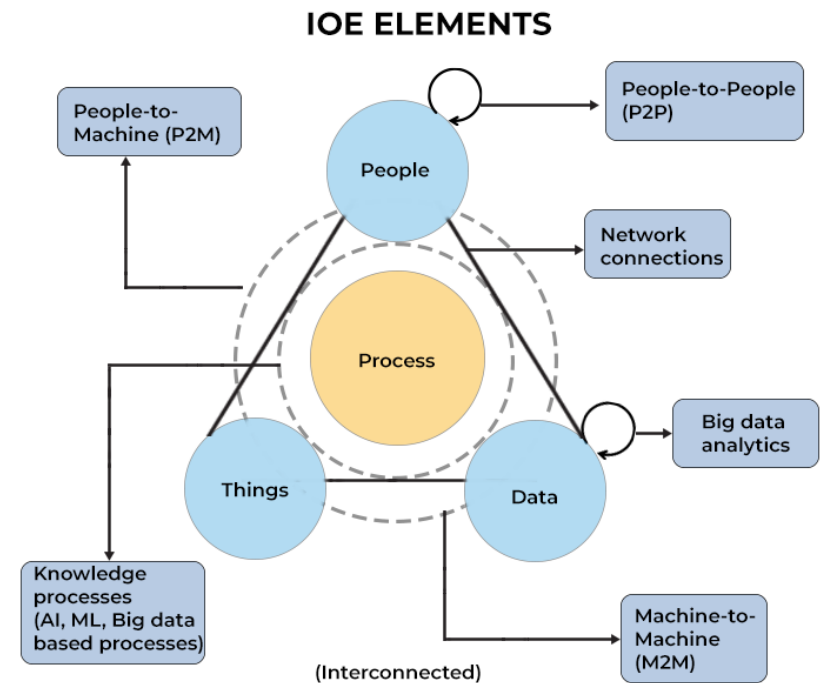 IOE ELEMENTS
People-to-
Machine (P2M)
People-to-People
(P2P)
People
Network
connections
Process
Big data
analytics
Things
Data
Knowledge
processes
(AI, ML, Big data
based processes)
Machine-to-
Machine
(M2M)
(Interconnected)